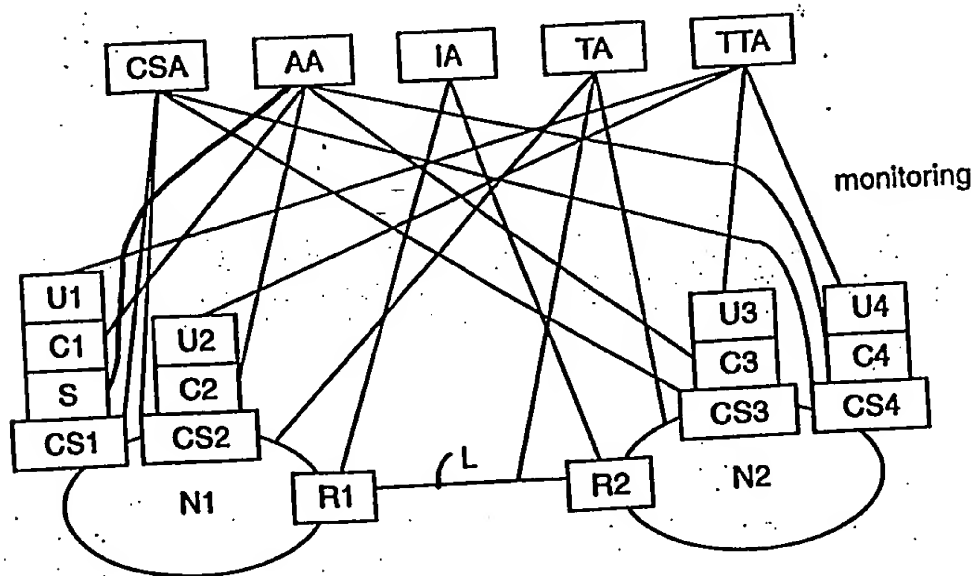 CSA
AA
IA
TA
TTA
monitoring
U1
C1
S
CS1
U2
C2
CS2
U3
C3
CS3
U4
C4
CS4
N1
R1
L
R2
N2